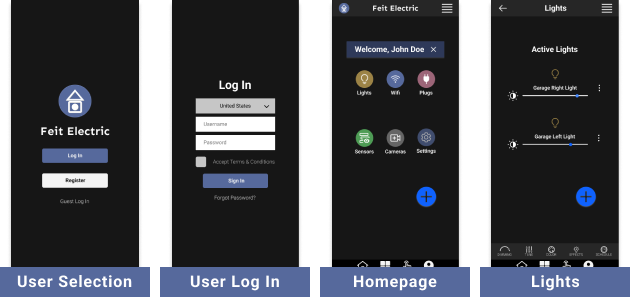 Feit Electric
Log In
Register
Guest Log In
User Selection
Log In
United States
Username
Password
Accept Terms & Conditions
Sign In
Forgot Password?
User Log In
Feit Electric
Welcome, John Doe ×
Lights
Wifi
Plugs
Sensors
Cameras
Settings
Homepage
Lights
Active Lights
Garage Right Light
Garage Left Light
COLOR
EFFECTS
Lights